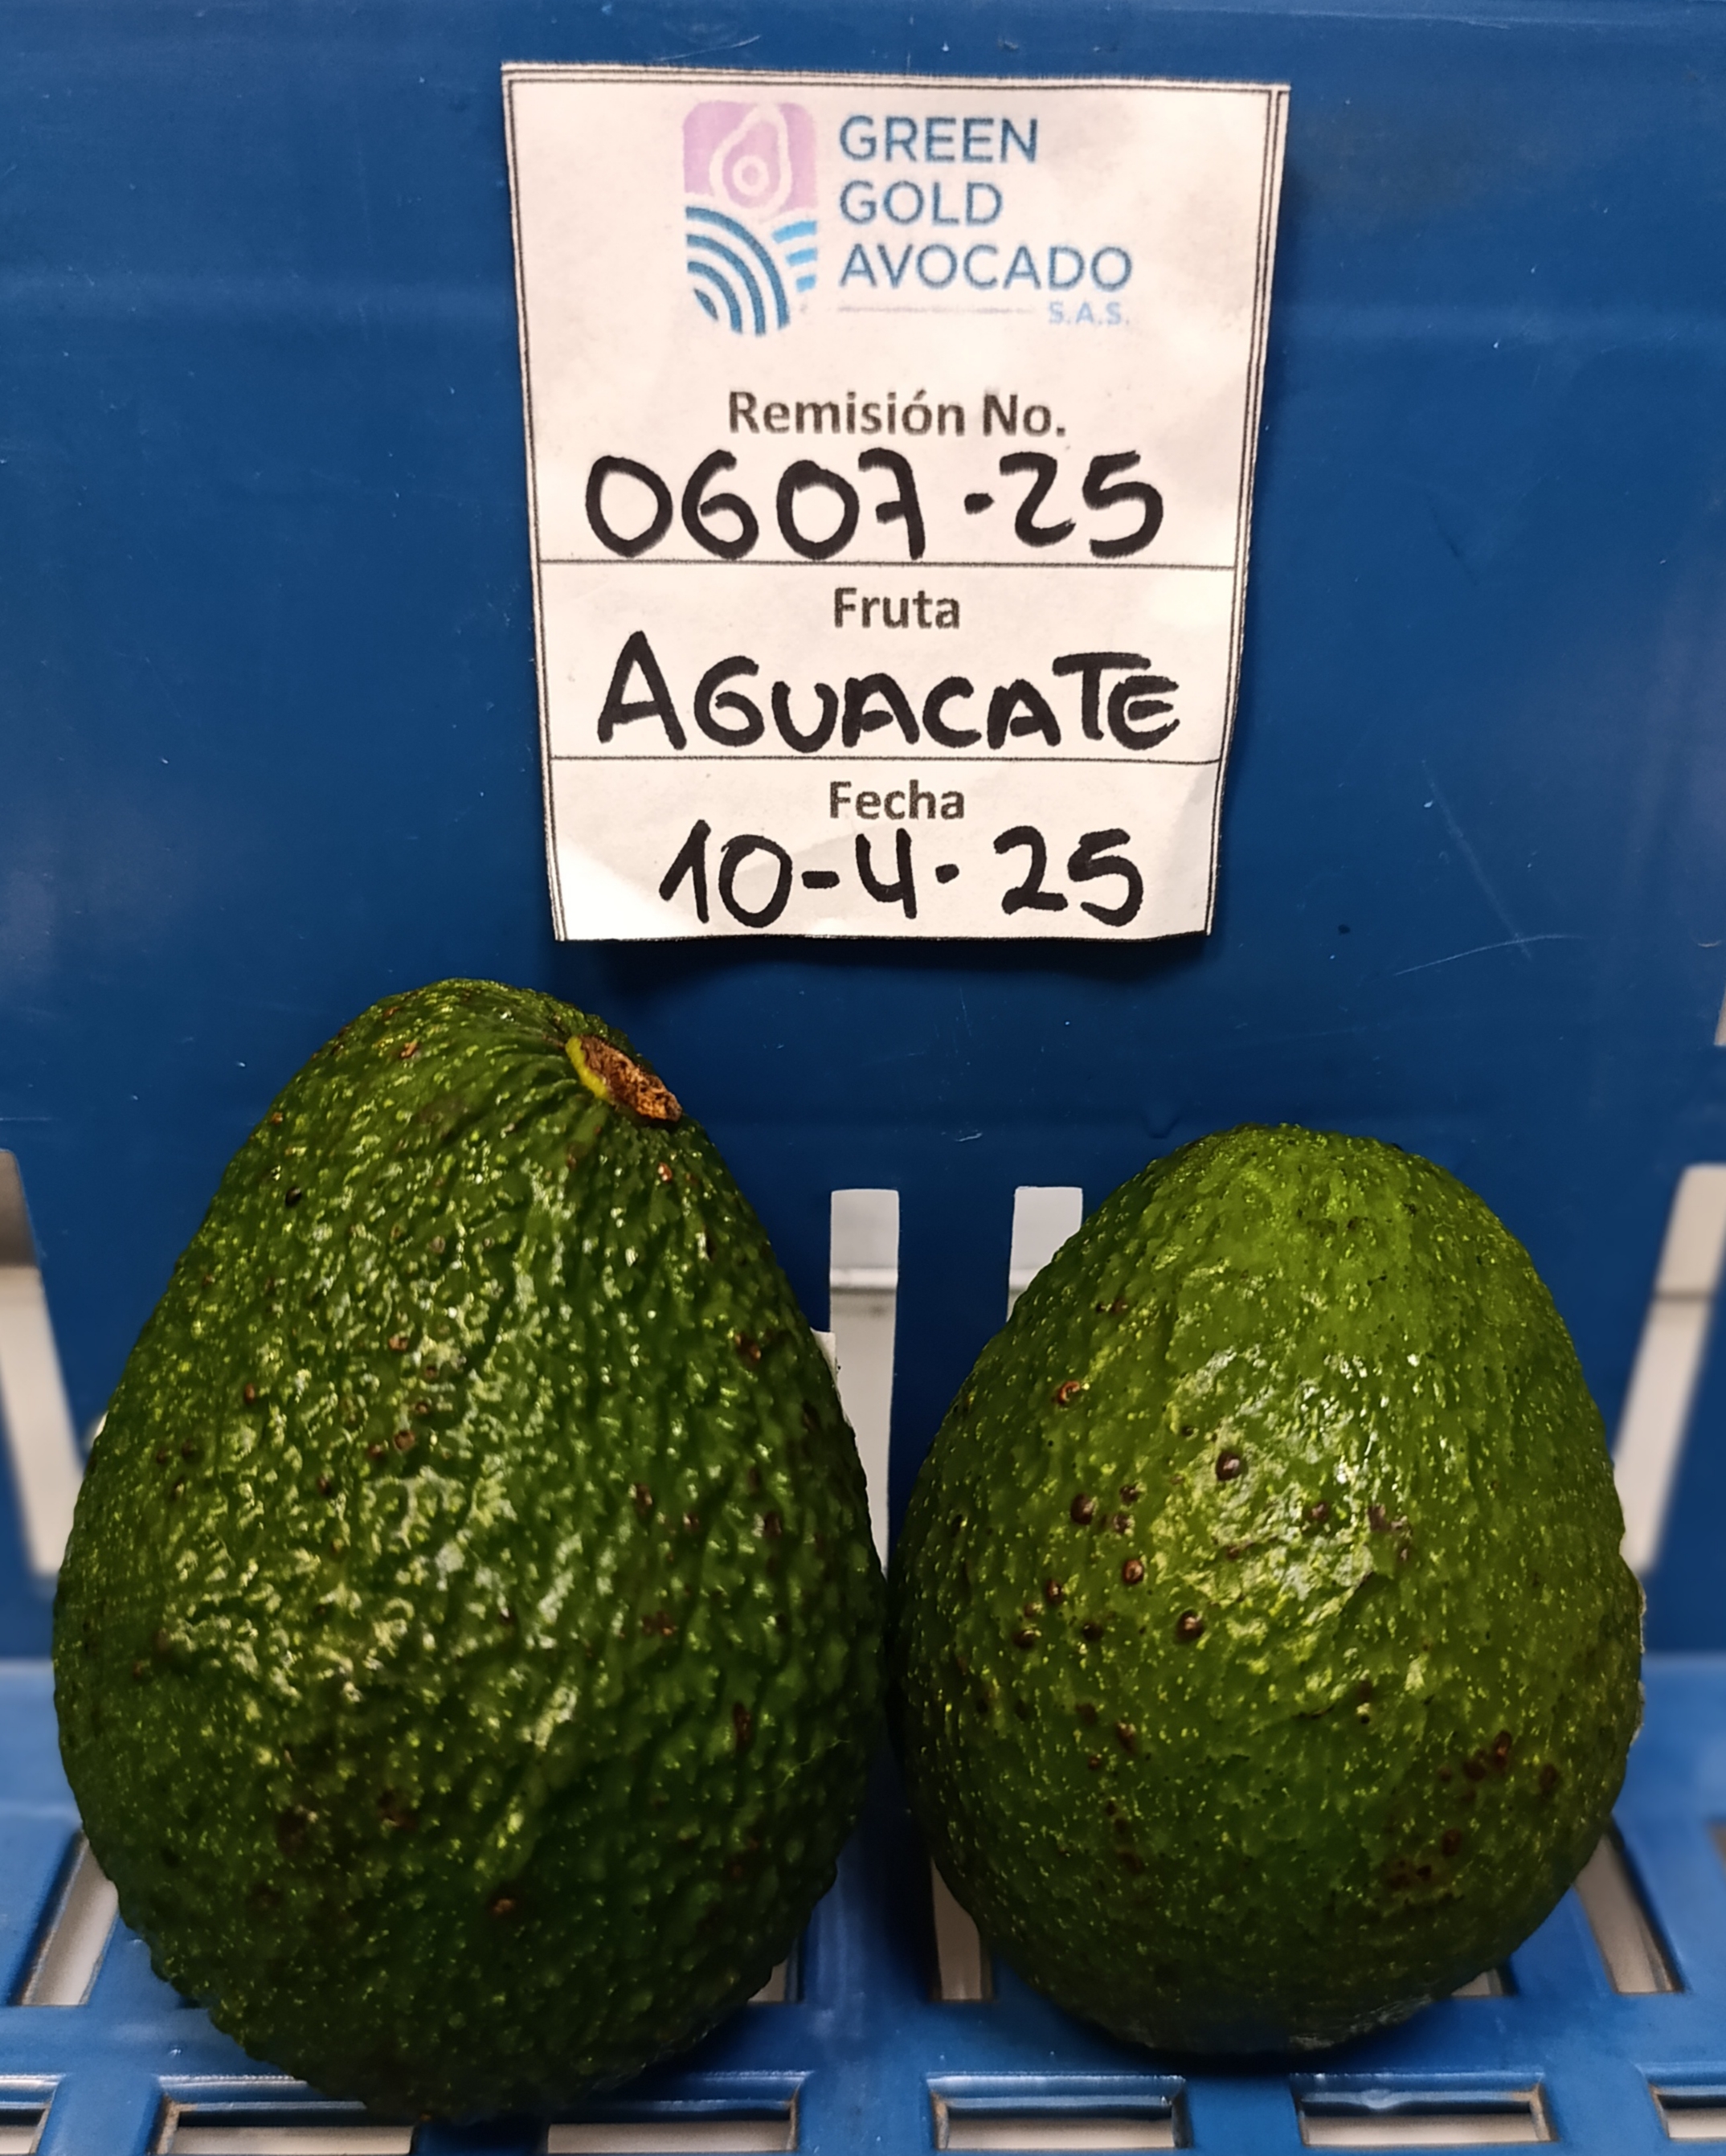 GREEN
GOLD
AVOCADO
S.A.S.
Remisión No.
0607-25
Fruta
AGUACATE
Fecha
10-4-25